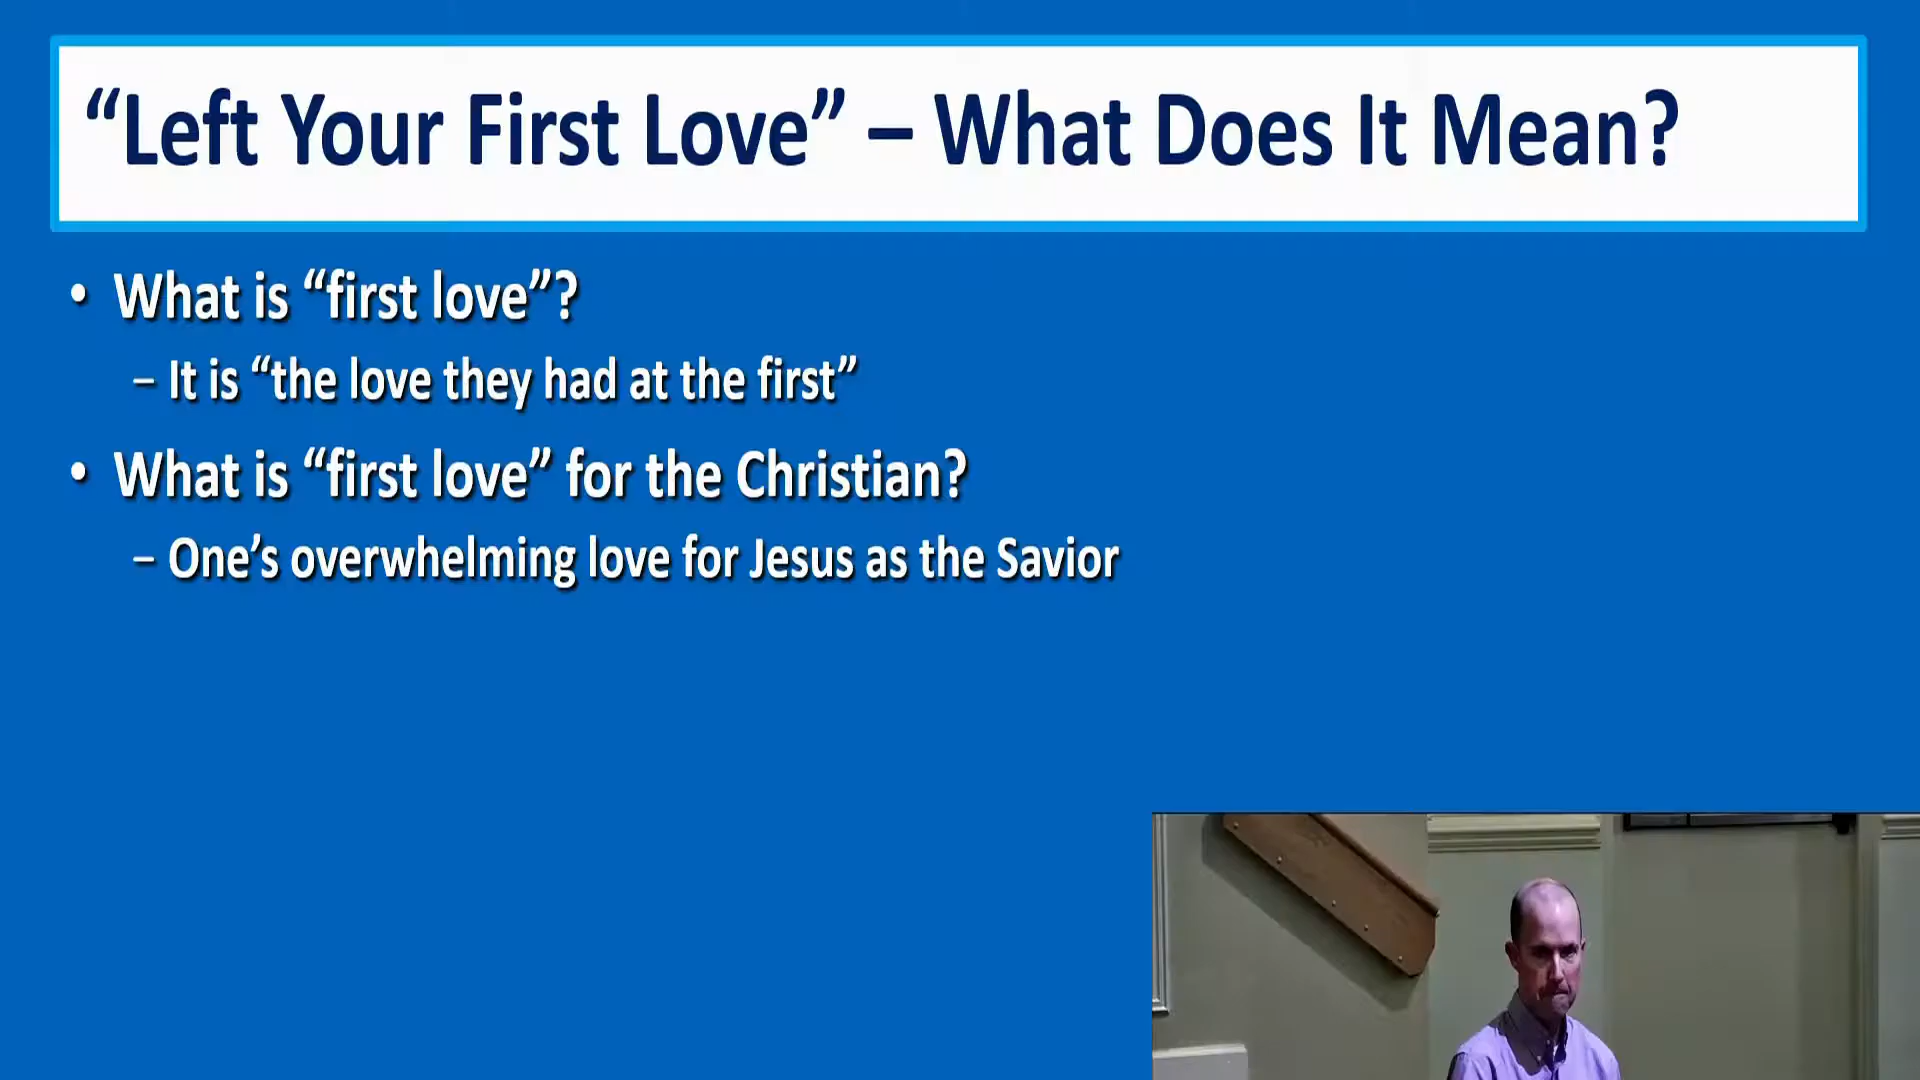 “Left Your First Love” – What Does It Mean?
• What is “first love”?
– It is “the love they had at the first”
• What is “first love” for the Christian?
– One’s overwhelming love for Jesus as the Savior